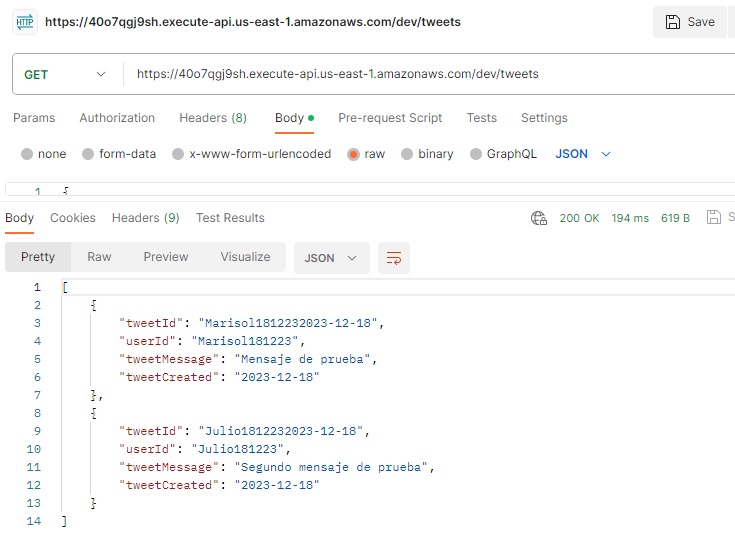 HTTP https://40o7qgj9sh.execute-api.us-east-1.amazonaws.com/dev/tweets Save
GET https://40o7qgj9sh.execute-api.us-east-1.amazonaws.com/dev/tweets
Params Authorization Headers (8) Body Pre-request Script Tests Settings
none form-data x-www-form-urlencoded raw binary GraphQL JSON
1 {
Body Cookies Headers (9) Test Results 200 OK 194 ms 619 B S
Pretty Raw Preview Visualize JSON
1 [
2 {
3 "tweetId": "Marisol1812232023-12-18",
4 "userId": "Marisol181223",
5 "tweetMessage": "Mensaje de prueba",
6 "tweetCreated": "2023-12-18"
7 },
8 {
9 "tweetId": "Julio1812232023-12-18",
10 "userId": "Julio181223",
11 "tweetMessage": "Segundo mensaje de prueba",
12 "tweetCreated": "2023-12-18"
13 }
14 ]